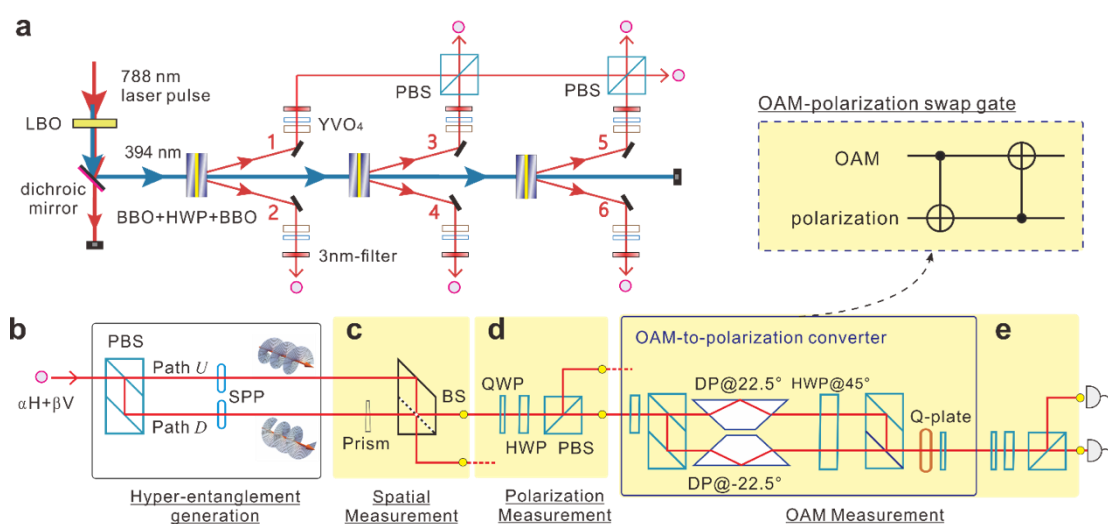 a
788 nm
laser pulse
LBO
394 nm
dichroic
mirror
BBO+HWP+BBO
1
2
YVO₄
3nm-filter
PBS
3
4
PBS
5
6
OAM-polarization swap gate
OAM
polarization
b
PBS
Path U
SPP
Path D
αH+βV
Hyper-entanglement
generation
c
BS
Prism
Spatial
Measurement
d
QWP
HWP
PBS
Polarization
Measurement
OAM-to-polarization converter
DP@22.5°
HWP@45°
Q-plate
DP@-22.5°
OAM Measurement
e